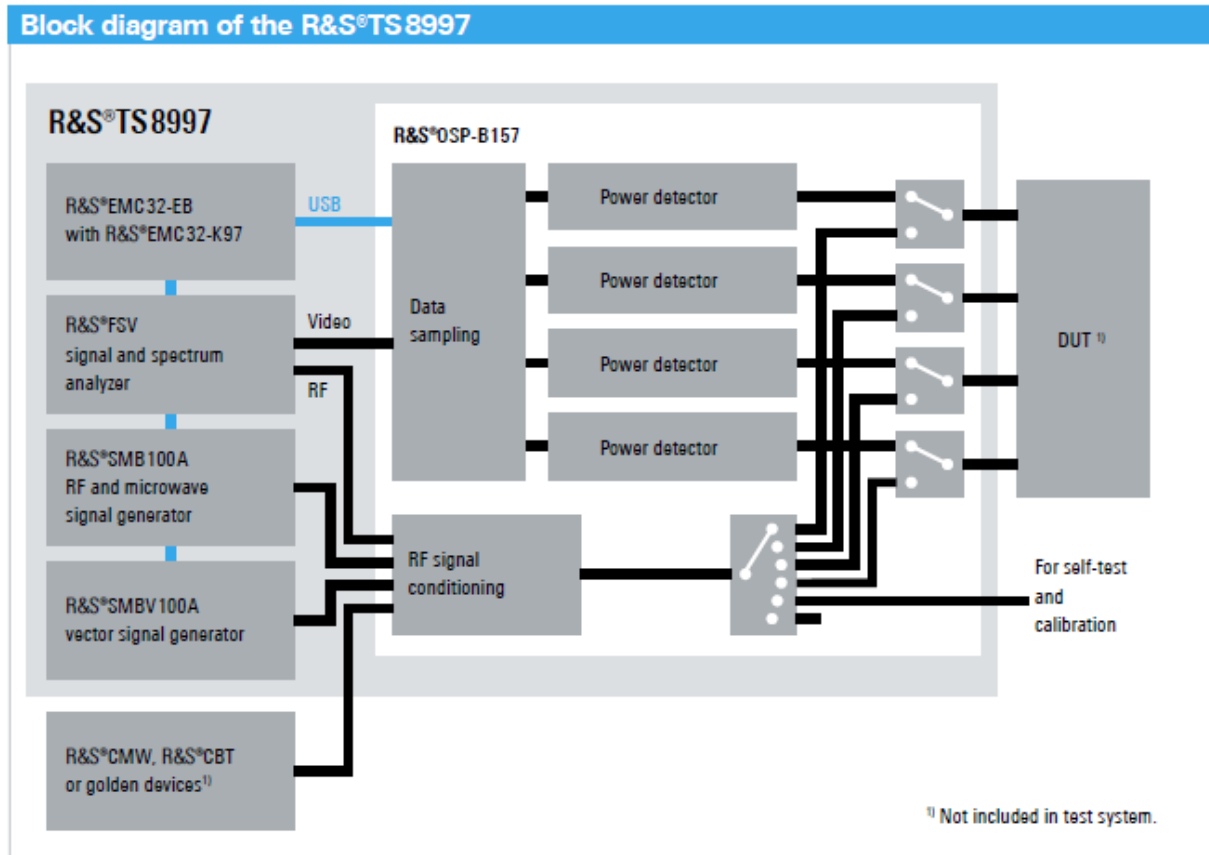 Block diagram of the R&S®TS 8997
R&S®TS 8997
R&S®OSP-B157
R&S®EMC32-EB
with R&S®EMC32-K97
USB
Power detector
Power detector
Data
sampling
R&S®FSV
signal and spectrum
analyzer
Video
RF
Power detector
Power detector
DUT 1)
R&S®SMB100A
RF and microwave
signal generator
RF signal
conditioning
R&S®SMBV100A
vector signal generator
For self-test
and
calibration
R&S®CMW, R&S®CBT
or golden devices1)
1) Not included in test system.